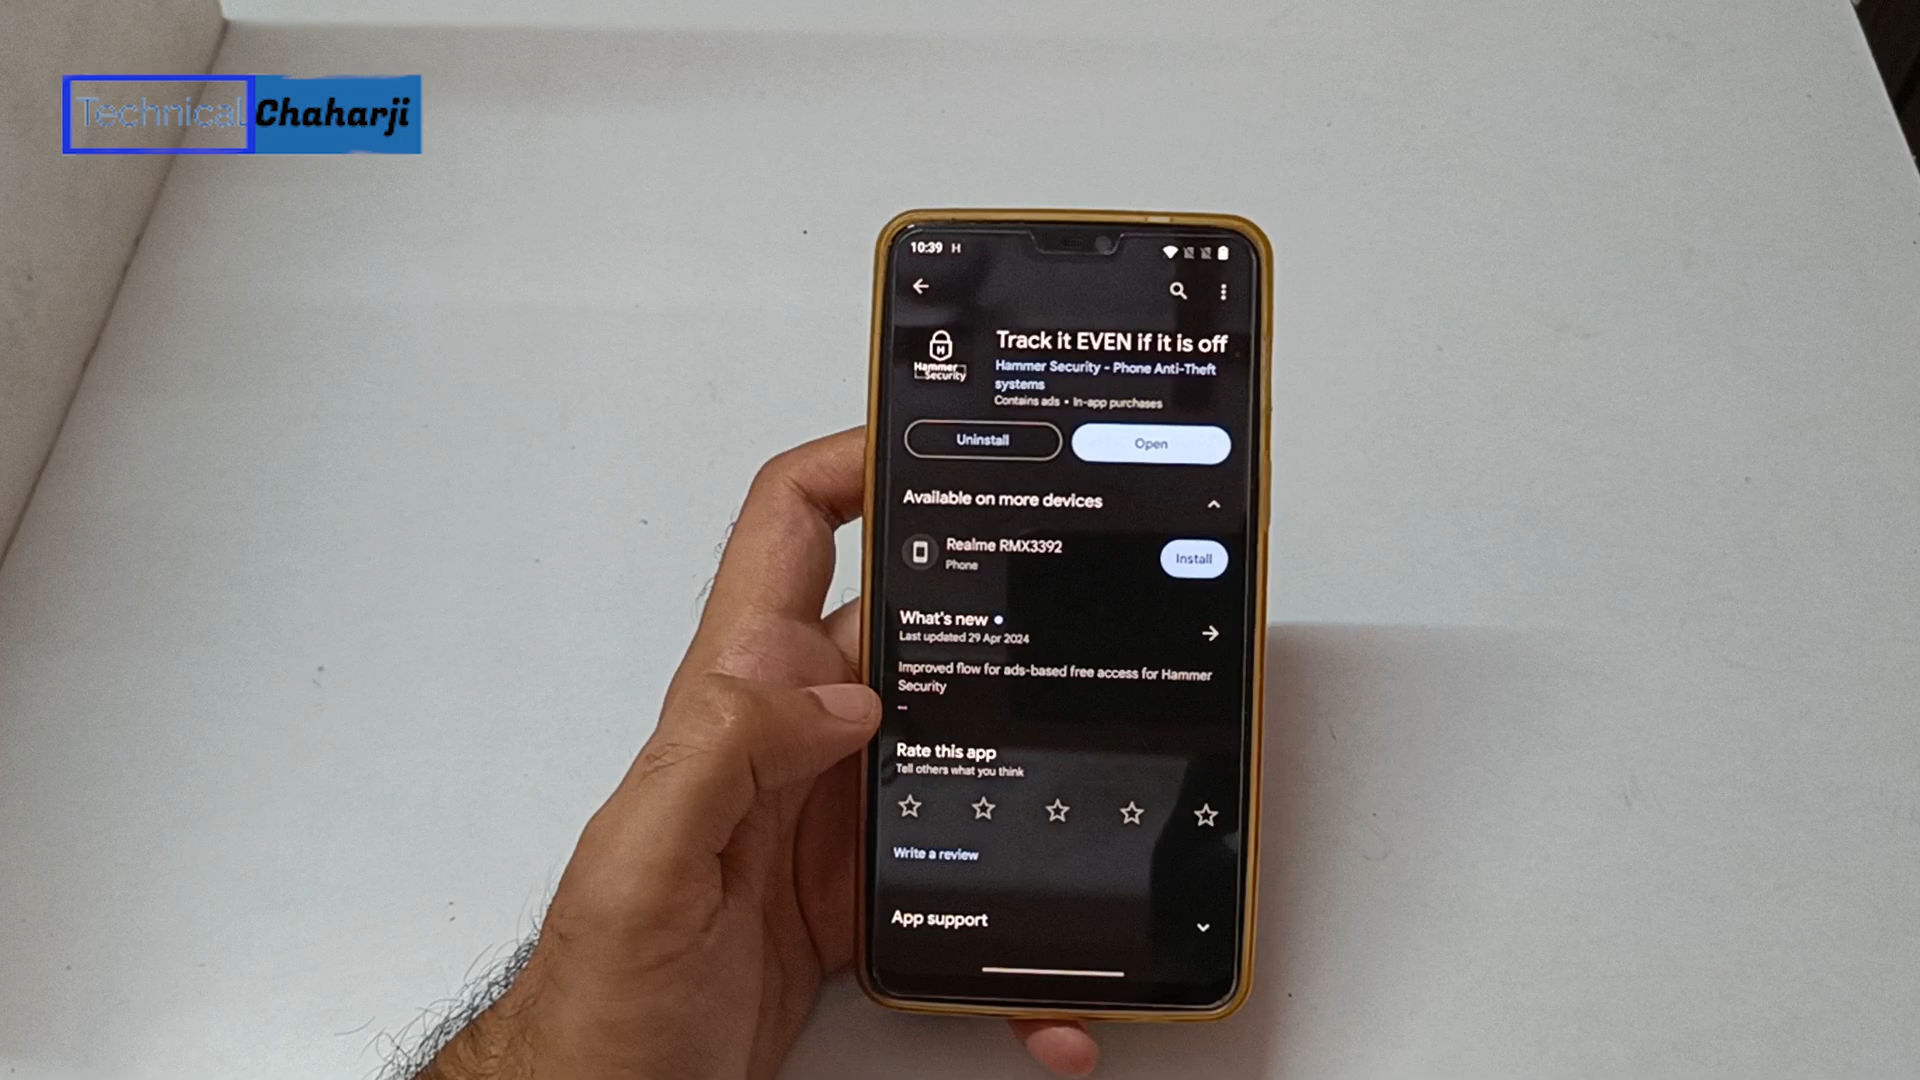 Technical Chaharji
10:39 H
Track it EVEN if it is off
Hammer
Security
Hammer Security - Phone Anti-Theft
systems
Contains ads • In-app purchases
Uninstall
Open
Available on more devices
Realme RMX3392
Phone
Install
What's new •
Last updated 29 Apr 2024
Improved flow for ads-based free access for Hammer
Security
Rate this app
Tell others what you think
Write a review
App support